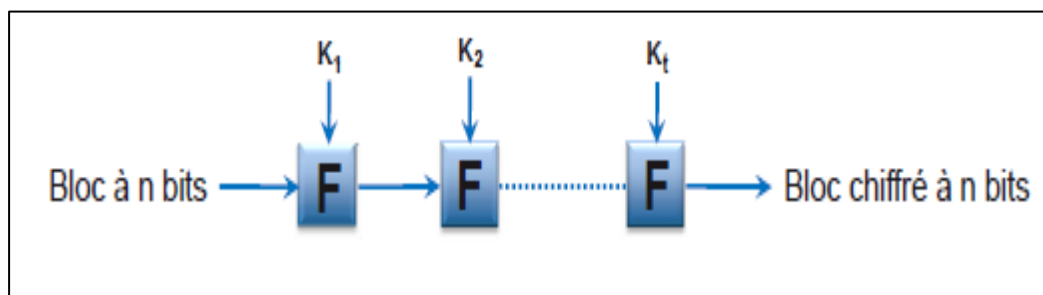 K₁ K₂ Kₜ
Bloc à n bits F F F Bloc chiffré à n bits